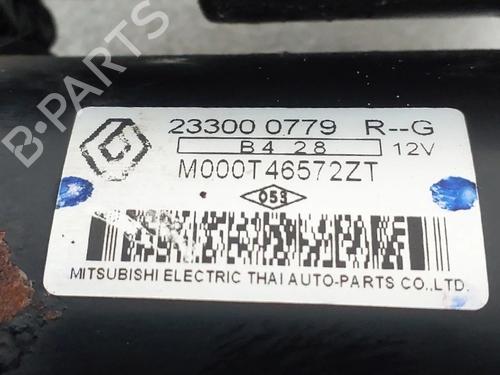 23300 0779 R--G
B4 28 12V
M000T46572ZT
053
MITSUBISHI ELECTRIC THAI AUTO-PARTS CO.,LTD.
B-PARTS